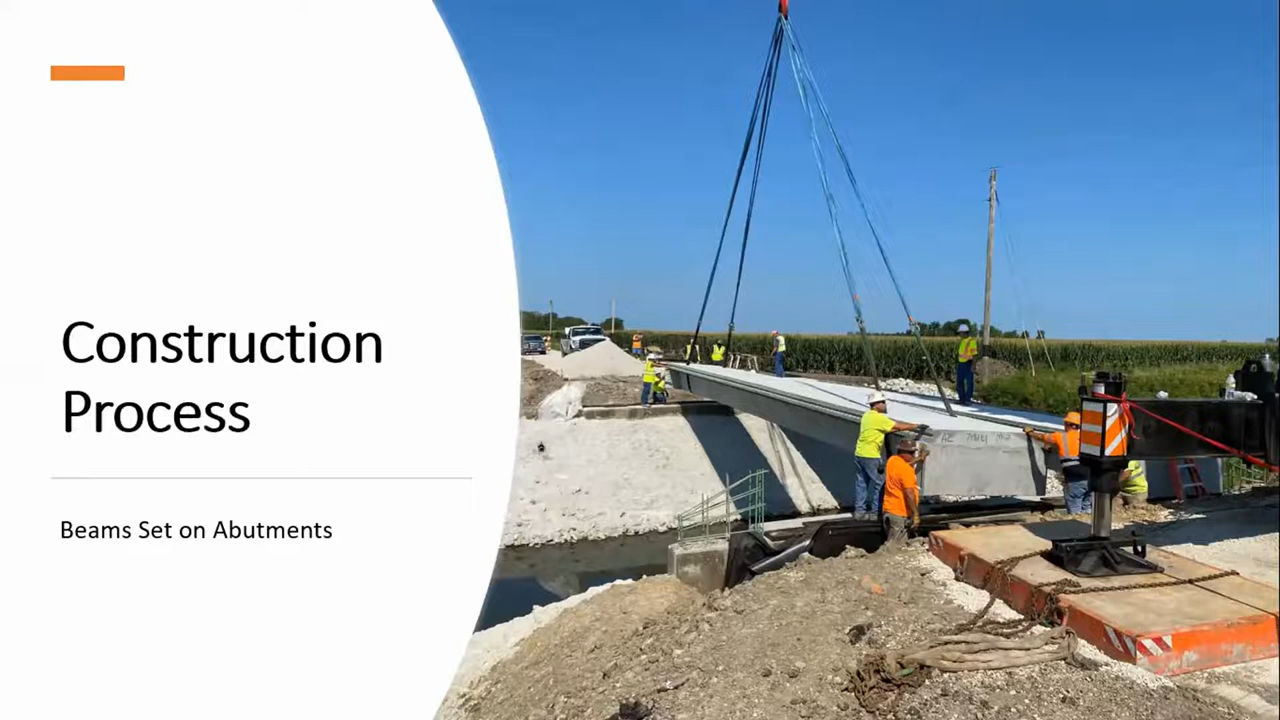 Construction
Process
Beams Set on Abutments